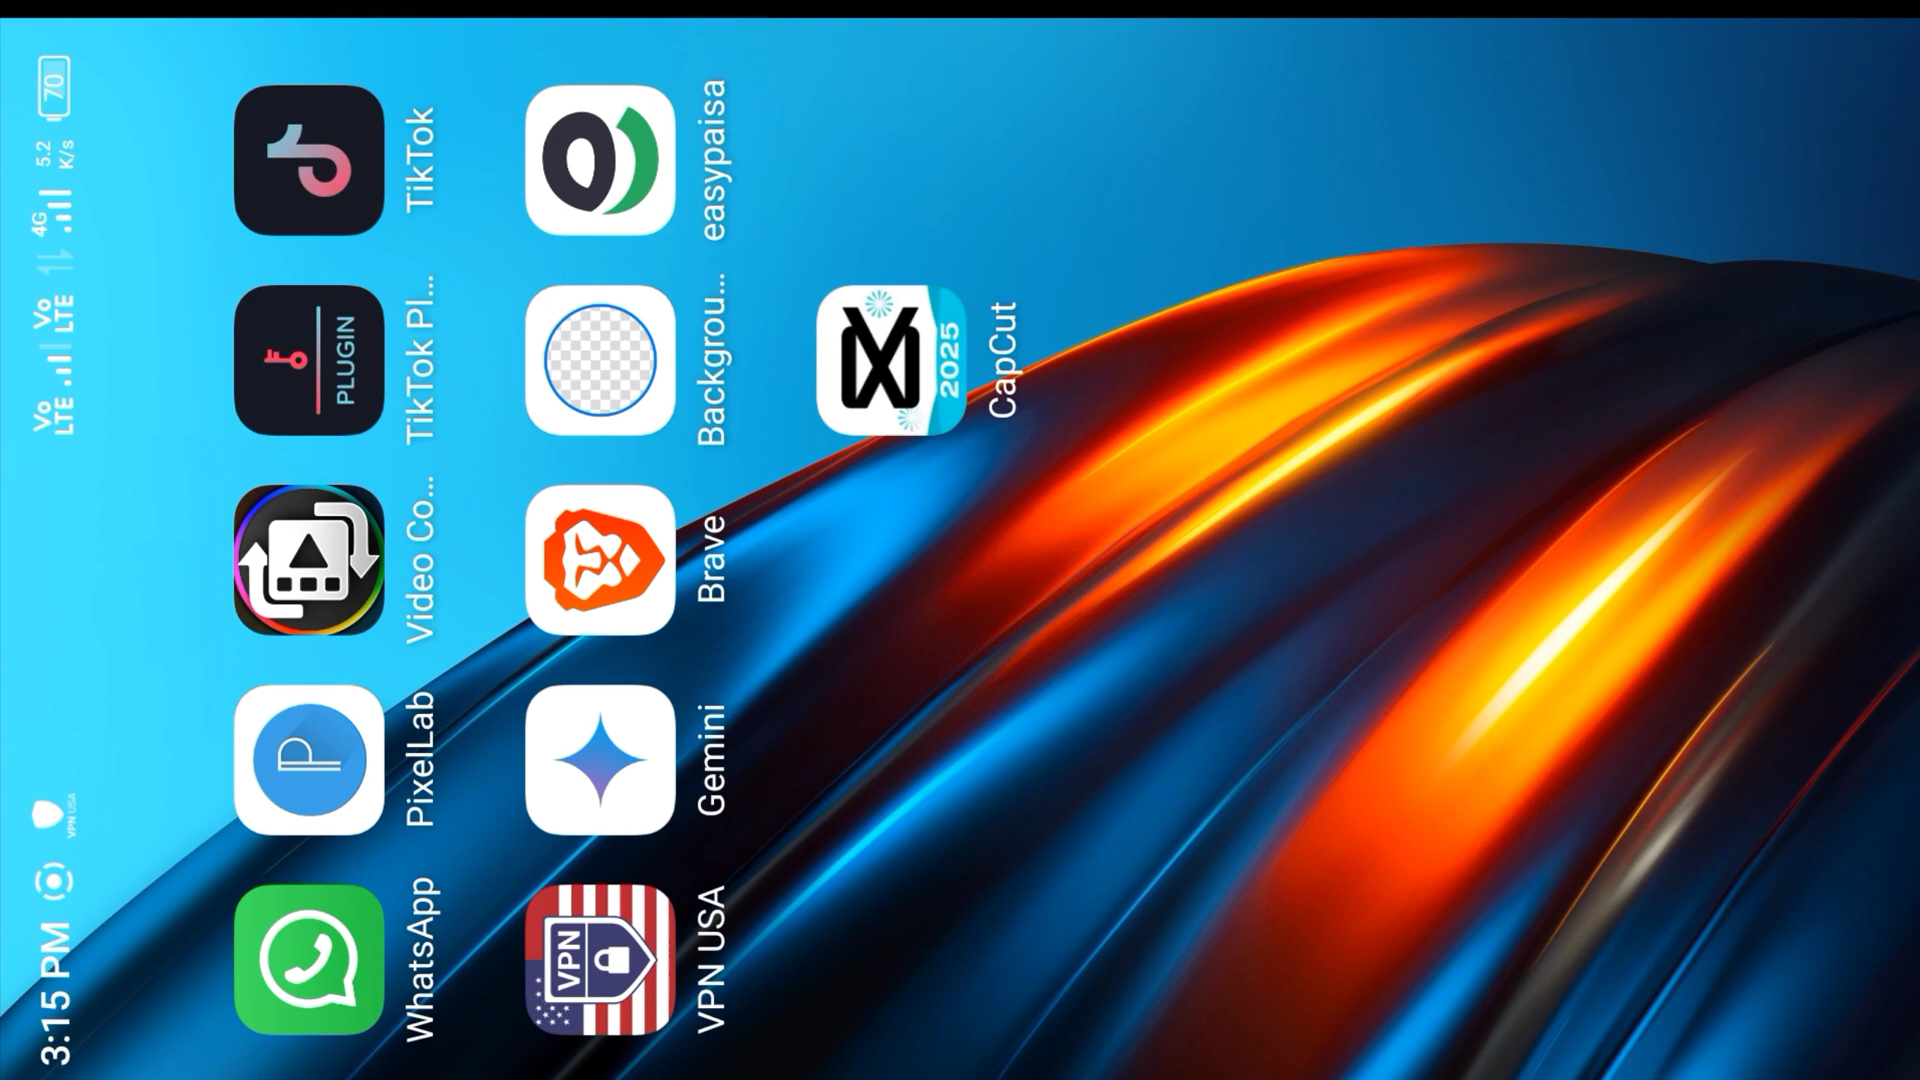 3:15 PM
VPN USA
Vo LTE
Vo LTE
4G
5.2 K/s
70
PLUGIN
WhatsApp
PixelLab
Video Co...
TikTok Pl...
TikTok
VPN
VPN USA
Gemini
Brave
Backgrou...
easypaisa
2025
CapCut